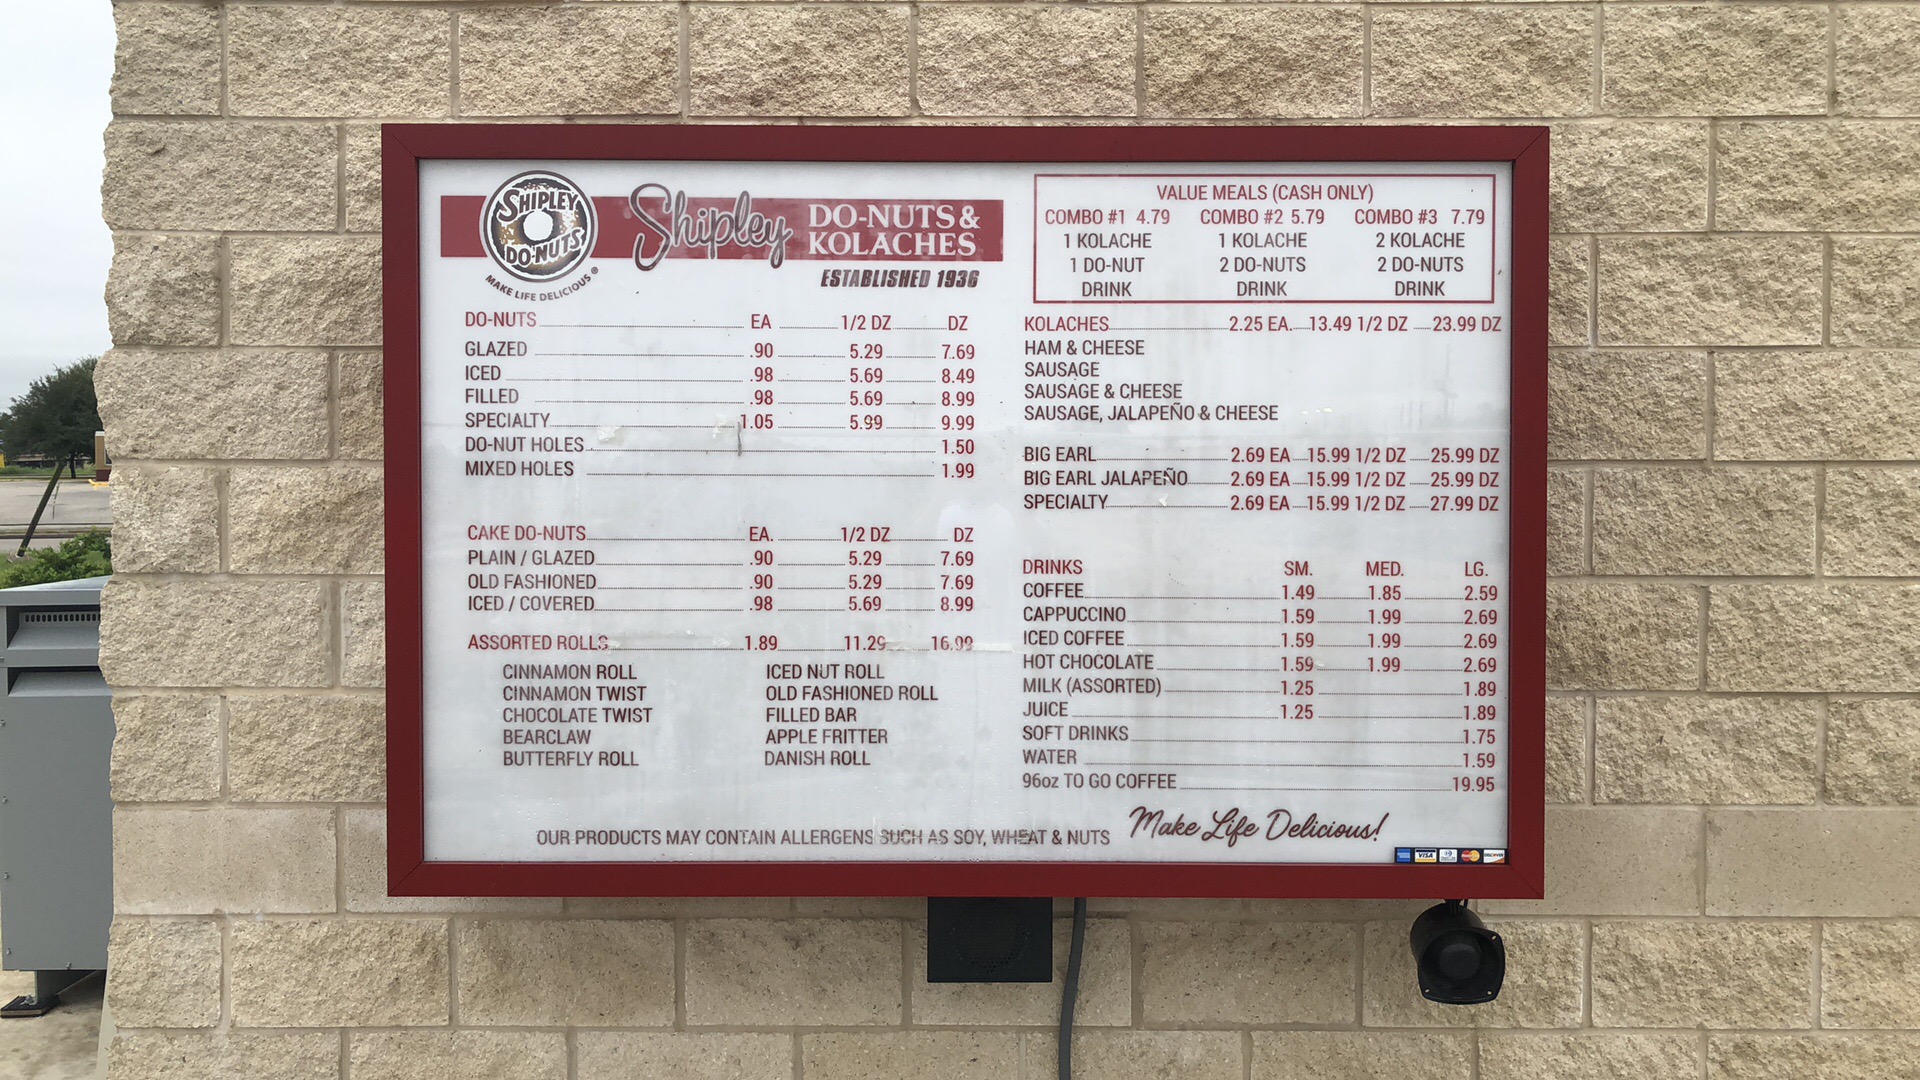 SHIPLEY DO-NUTS
MAKE LIFE DELICIOUS®
Shipley DO-NUTS & KOLACHES
ESTABLISHED 1936
DO-NUTS EA 1/2 DZ DZ
GLAZED .90 5.29 7.69
ICED .98 5.69 8.49
FILLED .98 5.69 8.99
SPECIALTY 1.05 5.99 9.99
DO-NUT HOLES 1.50
MIXED HOLES 1.99
CAKE DO-NUTS EA. 1/2 DZ DZ
PLAIN / GLAZED .90 5.29 7.69
OLD FASHIONED .90 5.29 7.69
ICED / COVERED .98 5.69 8.99
ASSORTED ROLLS 1.89 11.29 16.99
CINNAMON ROLL ICED NUT ROLL
CINNAMON TWIST OLD FASHIONED ROLL
CHOCOLATE TWIST FILLED BAR
BEARCLAW APPLE FRITTER
BUTTERFLY ROLL DANISH ROLL
VALUE MEALS (CASH ONLY)
COMBO #1 4.79 COMBO #2 5.79 COMBO #3 7.79
1 KOLACHE 1 KOLACHE 2 KOLACHE
1 DO-NUT 2 DO-NUTS 2 DO-NUTS
DRINK DRINK DRINK
KOLACHES 2.25 EA. 13.49 1/2 DZ 23.99 DZ
HAM & CHEESE
SAUSAGE
SAUSAGE & CHEESE
SAUSAGE, JALAPEÑO & CHEESE
BIG EARL 2.69 EA 15.99 1/2 DZ 25.99 DZ
BIG EARL JALAPEÑO 2.69 EA 15.99 1/2 DZ 25.99 DZ
SPECIALTY 2.69 EA 15.99 1/2 DZ 27.99 DZ
DRINKS SM. MED. LG.
COFFEE 1.49 1.85 2.59
CAPPUCCINO 1.59 1.99 2.69
ICED COFFEE 1.59 1.99 2.69
HOT CHOCOLATE 1.59 1.99 2.69
MILK (ASSORTED) 1.25 1.89
JUICE 1.25 1.89
SOFT DRINKS 1.75
WATER 1.59
96oz TO GO COFFEE 19.95
Make Life Delicious!
OUR PRODUCTS MAY CONTAIN ALLERGENS SUCH AS SOY, WHEAT & NUTS
VISA DISCOVER